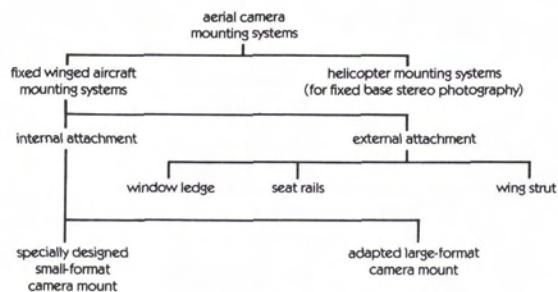 aerial camera
mounting systems
fixed winged aircraft
mounting systems
helicopter mounting systems
(for fixed base stereo photography)
internal attachment
external attachment
window ledge
seat rails
wing strut
specially designed
small-format
camera mount
adapted large-format
camera mount